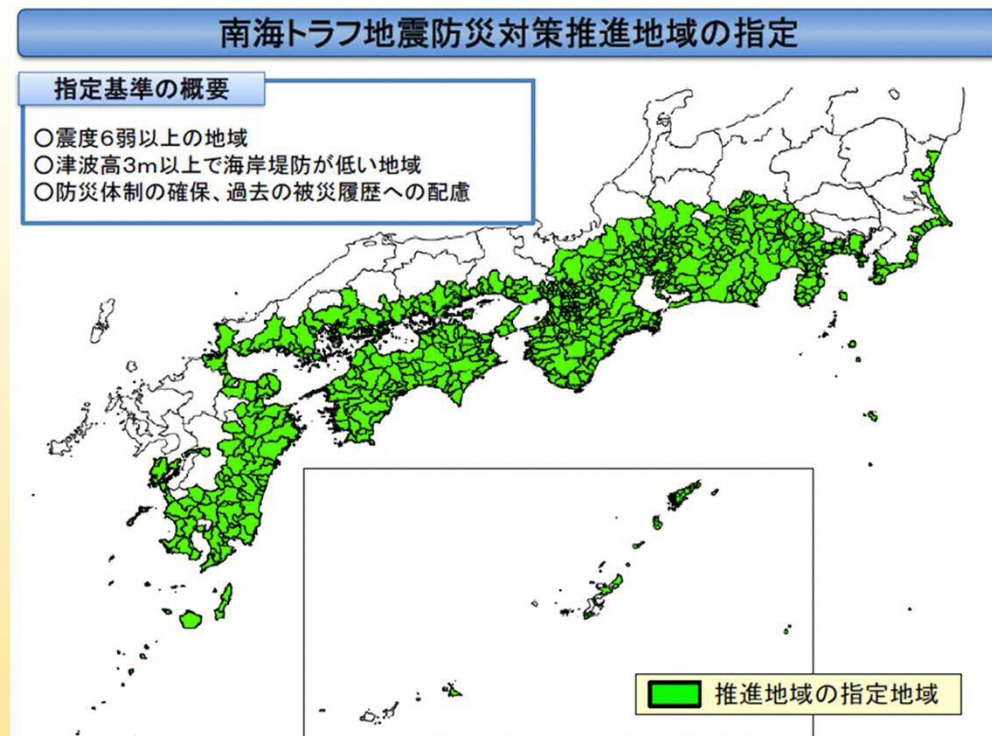 南海トラフ地震防災対策推進地域の指定
指定基準の概要
○震度6弱以上の地域
○津波高3m以上で海岸堤防が低い地域
○防災体制の確保、過去の被災履歴への配慮
推進地域の指定地域